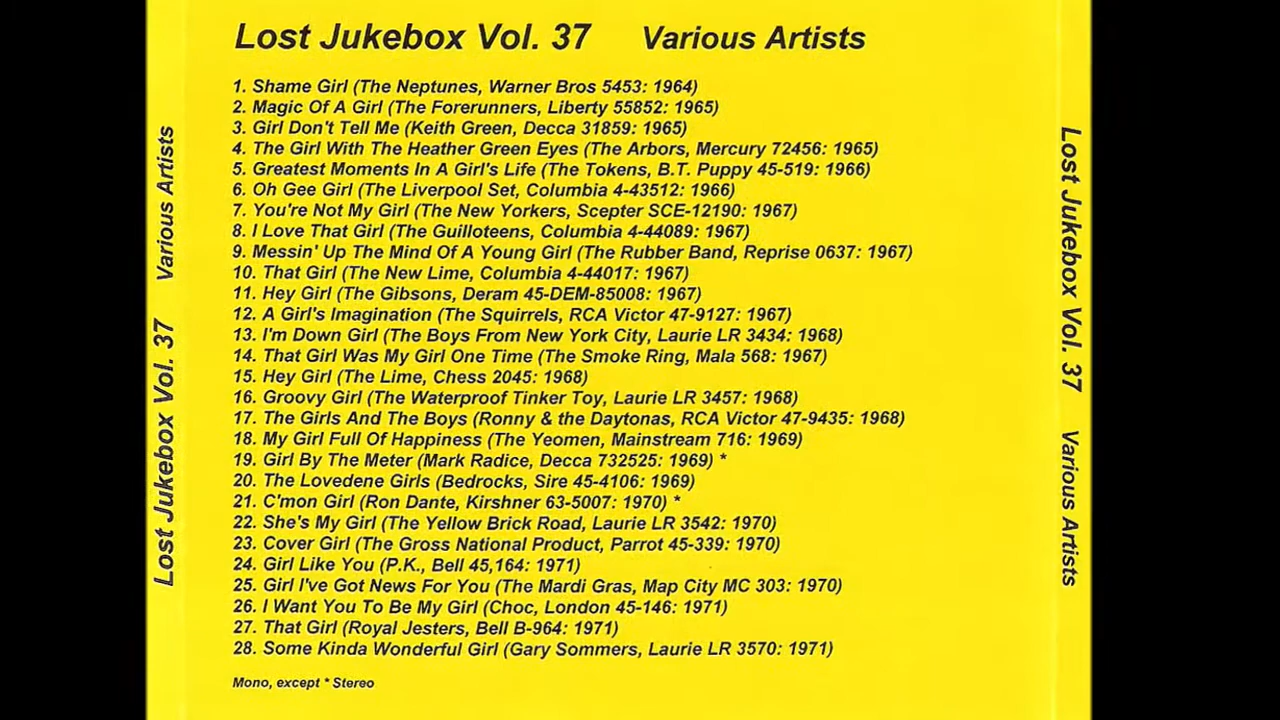 Lost Jukebox Vol. 37 Various Artists
1. Shame Girl (The Neptunes, Warner Bros 5453: 1964)
2. Magic Of A Girl (The Forerunners, Liberty 55852: 1965)
3. Girl Don't Tell Me (Keith Green, Decca 31859: 1965)
4. The Girl With The Heather Green Eyes (The Arbors, Mercury 72456: 1965)
5. Greatest Moments In A Girl's Life (The Tokens, B.T. Puppy 45-519: 1966)
6. Oh Gee Girl (The Liverpool Set, Columbia 4-43512: 1966)
7. You're Not My Girl (The New Yorkers, Scepter SCE-12190: 1967)
8. I Love That Girl (The Guilloteens, Columbia 4-44089: 1967)
9. Messin' Up The Mind Of A Young Girl (The Rubber Band, Reprise 0637: 1967)
10. That Girl (The New Lime, Columbia 4-44017: 1967)
11. Hey Girl (The Gibsons, Deram 45-DEM-85008: 1967)
12. A Girl's Imagination (The Squirrels, RCA Victor 47-9127: 1967)
13. I'm Down Girl (The Boys From New York City, Laurie LR 3434: 1968)
14. That Girl Was My Girl One Time (The Smoke Ring, Mala 568: 1967)
15. Hey Girl (The Lime, Chess 2045: 1968)
16. Groovy Girl (The Waterproof Tinker Toy, Laurie LR 3457: 1968)
17. The Girls And The Boys (Ronny & the Daytonas, RCA Victor 47-9435: 1968)
18. My Girl Full Of Happiness (The Yeomen, Mainstream 716: 1969)
19. Girl By The Meter (Mark Radice, Decca 732525: 1969) *
20. The Lovedene Girls (Bedrocks, Sire 45-4106: 1969)
21. C'mon Girl (Ron Dante, Kirshner 63-5007: 1970) *
22. She's My Girl (The Yellow Brick Road, Laurie LR 3542: 1970)
23. Cover Girl (The Gross National Product, Parrot 45-339: 1970)
24. Girl Like You (P.K., Bell 45,164: 1971)
25. Girl I've Got News For You (The Mardi Gras, Map City MC 303: 1970)
26. I Want You To Be My Girl (Choc, London 45-146: 1971)
27. That Girl (Royal Jesters, Bell B-964: 1971)
28. Some Kinda Wonderful Girl (Gary Sommers, Laurie LR 3570: 1971)
Mono, except * Stereo
Lost Jukebox Vol. 37 Various Artists
Lost Jukebox Vol. 37 Various Artists